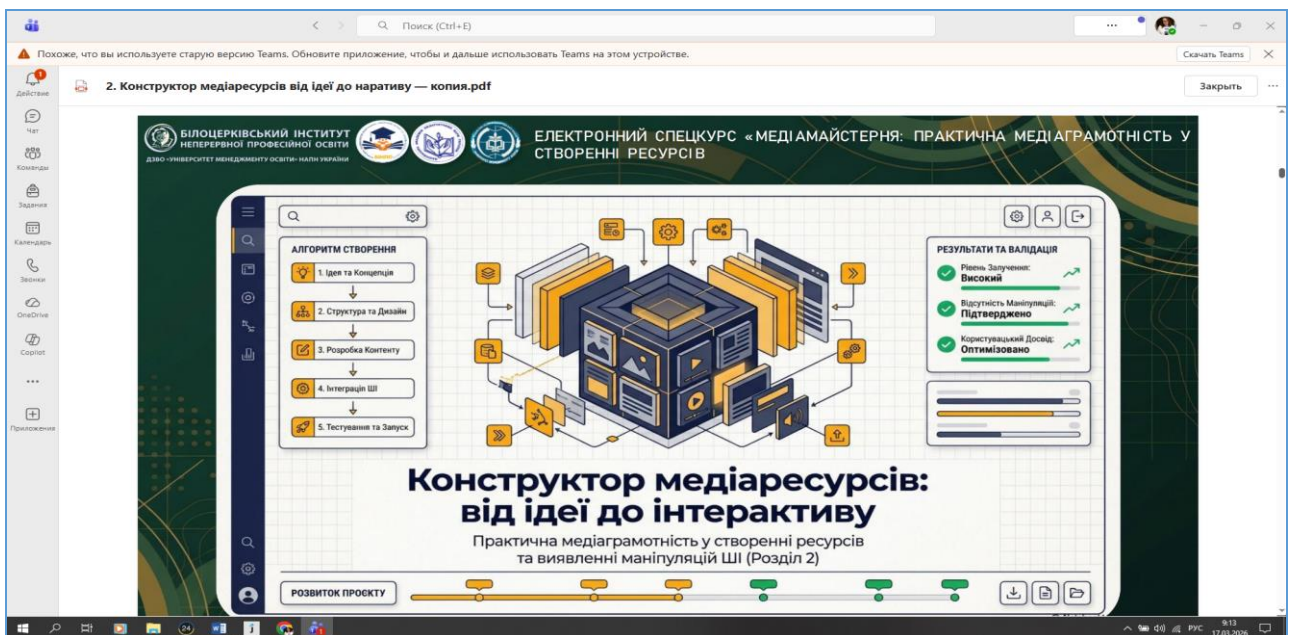 Поиск (Ctrl+E)
Похоже, что вы используете старую версию Teams. Обновите приложение, чтобы и дальше использовать Teams на этом устройстве.
Скачать Teams
Действие
Чат
Команды
Задания
Календарь
Звонки
OneDrive
Copilot
Приложения
2. Конструктор медіаресурсів від ідеї до наративу — копия.pdf
Закрыть
БІЛОЦЕРКІВСЬКИЙ ІНСТИТУТ
НЕПЕРЕРВНОЇ ПРОФЕСІЙНОЇ ОСВІТИ
ДЗВО «УНІВЕРСИТЕТ МЕНЕДЖМЕНТУ ОСВІТИ» НАПН УКРАЇНИ
ЕЛЕКТРОННИЙ СПЕЦКУРС «МЕДІАМАЙСТЕРНЯ: ПРАКТИЧНА МЕДІАГРАМОТНІСТЬ У
СТВОРЕННІ РЕСУРСІВ
АЛГОРИТМ СТВОРЕННЯ
1. Ідея та Концепція
2. Структура та Дизайн
3. Розробка Контенту
4. Інтеграція ШІ
5. Тестування та Запуск
РЕЗУЛЬТАТИ ТА ВАЛІДАЦІЯ
Рівень Залучення:
Високий
Відсутність Маніпуляцій:
Підтверджено
Користувацький Досвід:
Оптимізовано
Конструктор медіаресурсів:
від ідеї до інтерактиву
Практична медіаграмотність у створенні ресурсів
та виявленні маніпуляцій ШІ (Розділ 2)
РОЗВИТОК ПРОЄКТУ
24
РУС
9:13
17.03.2026